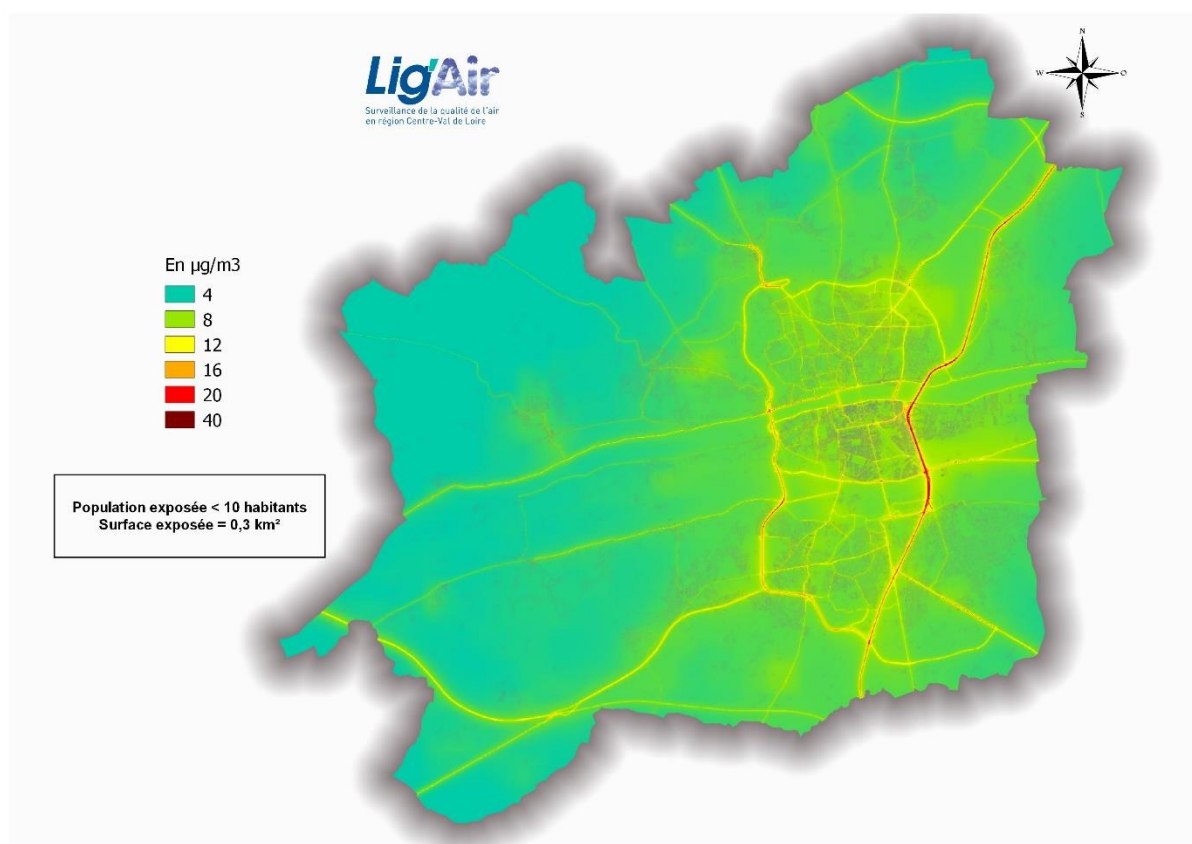 Lig'Air
Surveillance de la qualité de l'air
en région Centre-Val de Loire
N
W
O
S
En µg/m3
4
8
12
16
20
40
Population exposée < 10 habitants
Surface exposée = 0,3 km²